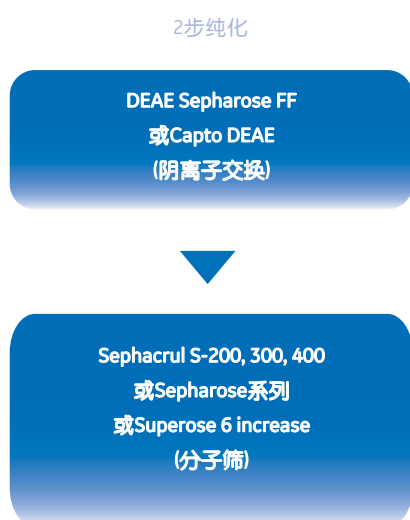 2步纯化
DEAE Sepharose FF
或Capto DEAE
(阴离子交换)
Sephacrul S-200, 300, 400
或Sepharose系列
或Superose 6 increase
(分子筛)